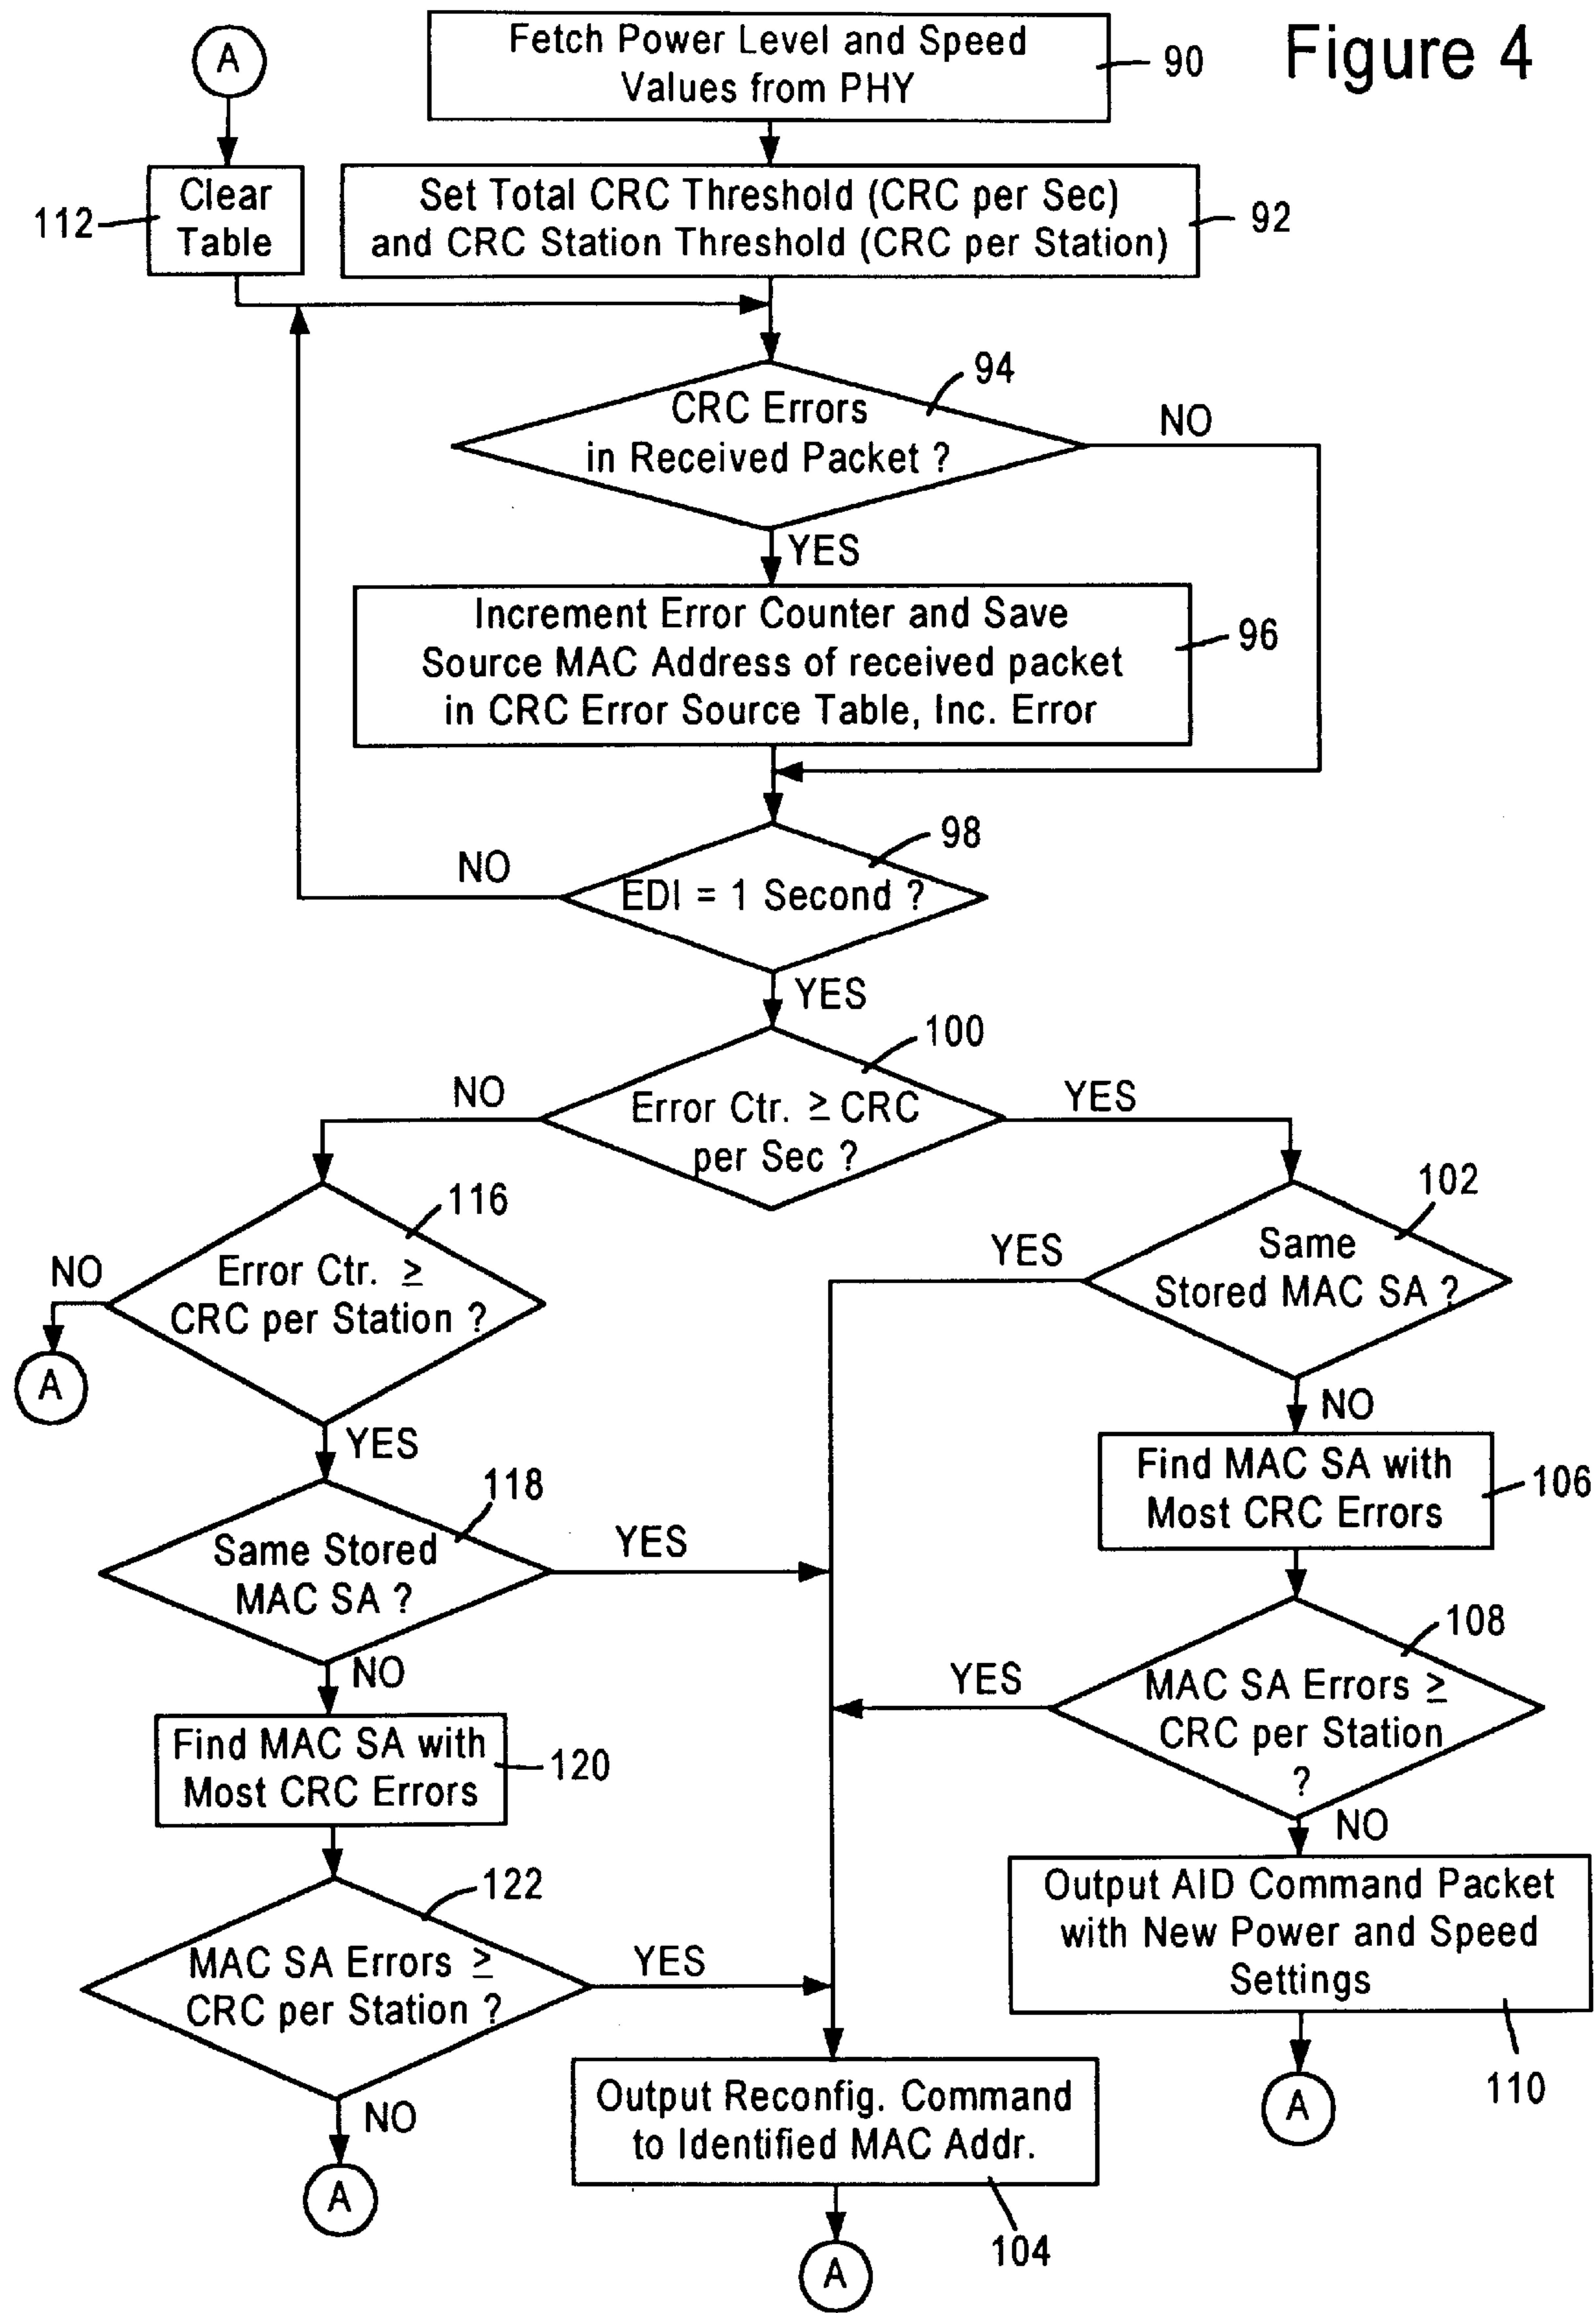 Figure 4
A
Fetch Power Level and Speed
Values from PHY
90
Clear
Table
112
Set Total CRC Threshold (CRC per Sec)
and CRC Station Threshold (CRC per Station)
92
94
CRC Errors
in Received Packet ?
NO
YES
Increment Error Counter and Save
Source MAC Address of received packet
in CRC Error Source Table, Inc. Error
96
98
NO
EDI = 1 Second ?
YES
100
NO
Error Ctr. ≥ CRC
per Sec ?
YES
116
NO
Error Ctr. ≥
CRC per Station ?
A
YES
102
YES
Same
Stored MAC SA ?
NO
Find MAC SA with
Most CRC Errors
106
118
Same Stored
MAC SA ?
YES
NO
108
YES
MAC SA Errors ≥
CRC per Station
?
NO
Find MAC SA with
Most CRC Errors
120
122
MAC SA Errors ≥
CRC per Station ?
YES
NO
A
Output AID Command Packet
with New Power and Speed
Settings
110
A
Output Reconfig. Command
to Identified MAC Addr.
104
A